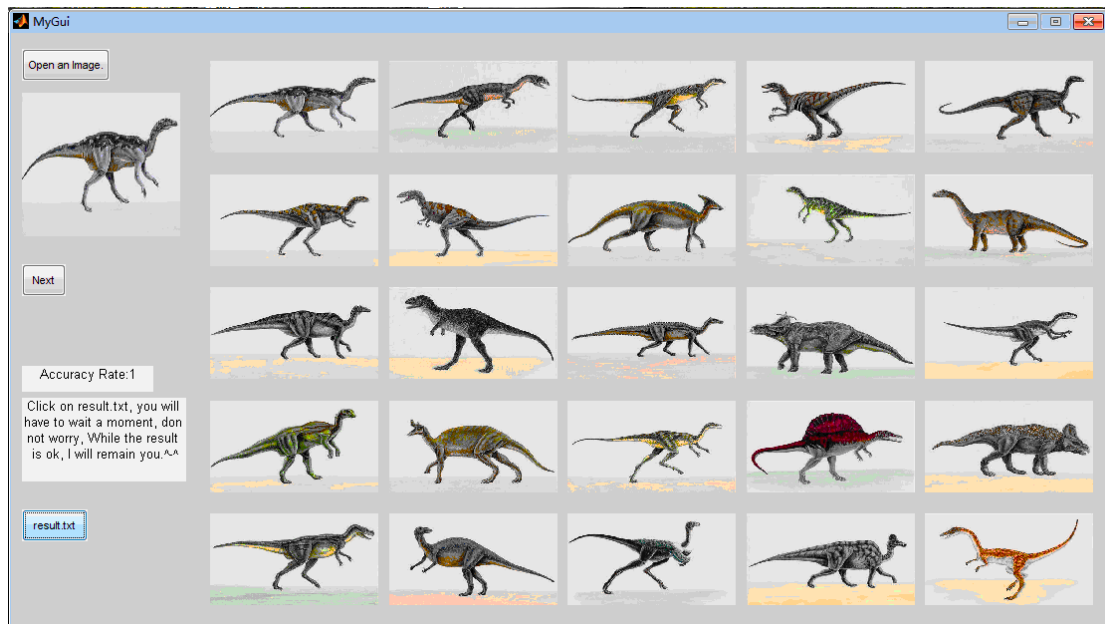 MyGui
Open an Image.
Next
Accuracy Rate:1
Click on result.txt, you will
have to wait a moment, don
not worry, While the result
is ok, I will remain you.^-^
result.txt